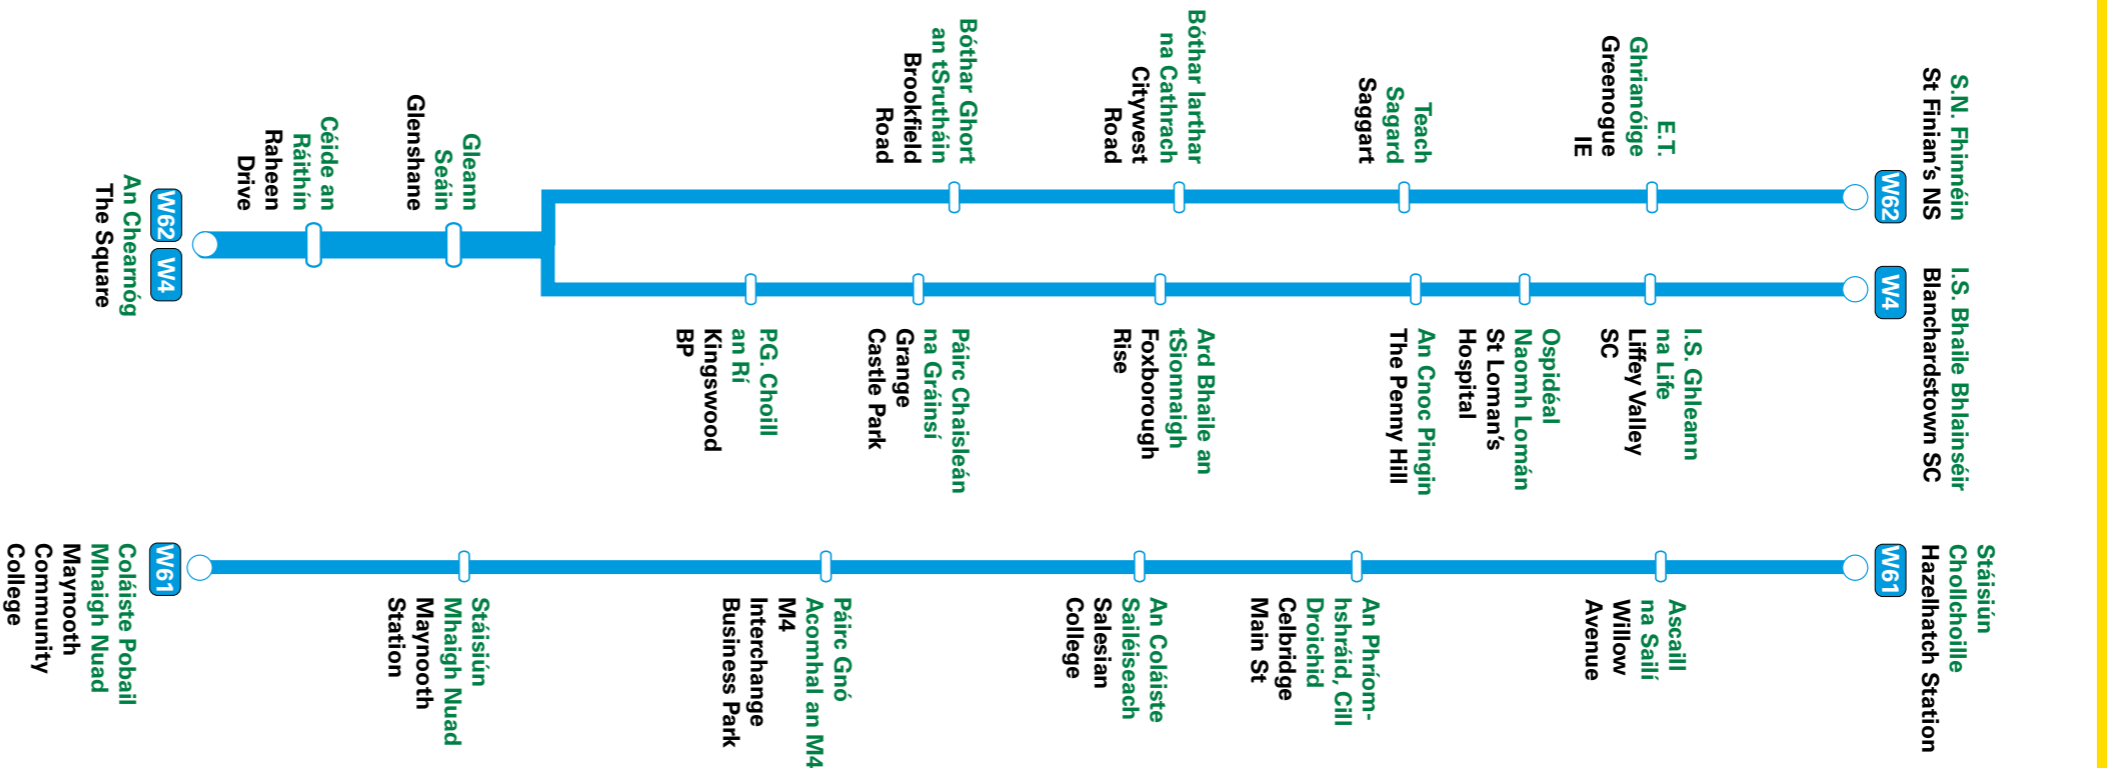 S.N. Fhinnéin
St Finian's NS
W62
E.T.
Ghrianóige
Greenogue
IE
Teach
Sagard
Saggart
Bóthar Iarthar
na Cathrach
Citywest
Road
Bóthar Ghort
an tSrutháin
Brookfield
Road
I.S. Bhaile Bhlainséir
Blanchardstown SC
W4
I.S. Ghleann
na Life
Liffey Valley
SC
Ospidéal
Naomh Lomán
St Loman's
Hospital
An Cnoc Pingin
The Penny Hill
Ard Bhaile an
tSionnaigh
Foxborough
Rise
Páirc Chaisleán
na Gráinsí
Grange
Castle Park
P.G. Choill
an Rí
Kingswood
BP
Gleann
Seáin
Glenshane
Céide an
Ráithín
Raheen
Drive
W62 W4
An Chearnóg
The Square
Stáisiún
Chollchoille
Hazelhatch Station
W61
Ascaill
na Sailí
Willow
Avenue
An Phríom-
hshráid, Cill
Droichid
Celbridge
Main St
An Coláiste
Sailéiseach
Salesian
College
Páirc Gnó
Acomhal an M4
M4
Interchange
Business Park
Stáisiún
Mhaigh Nuad
Maynooth
Station
W61
Coláiste Pobail
Mhaigh Nuad
Maynooth
Community
College